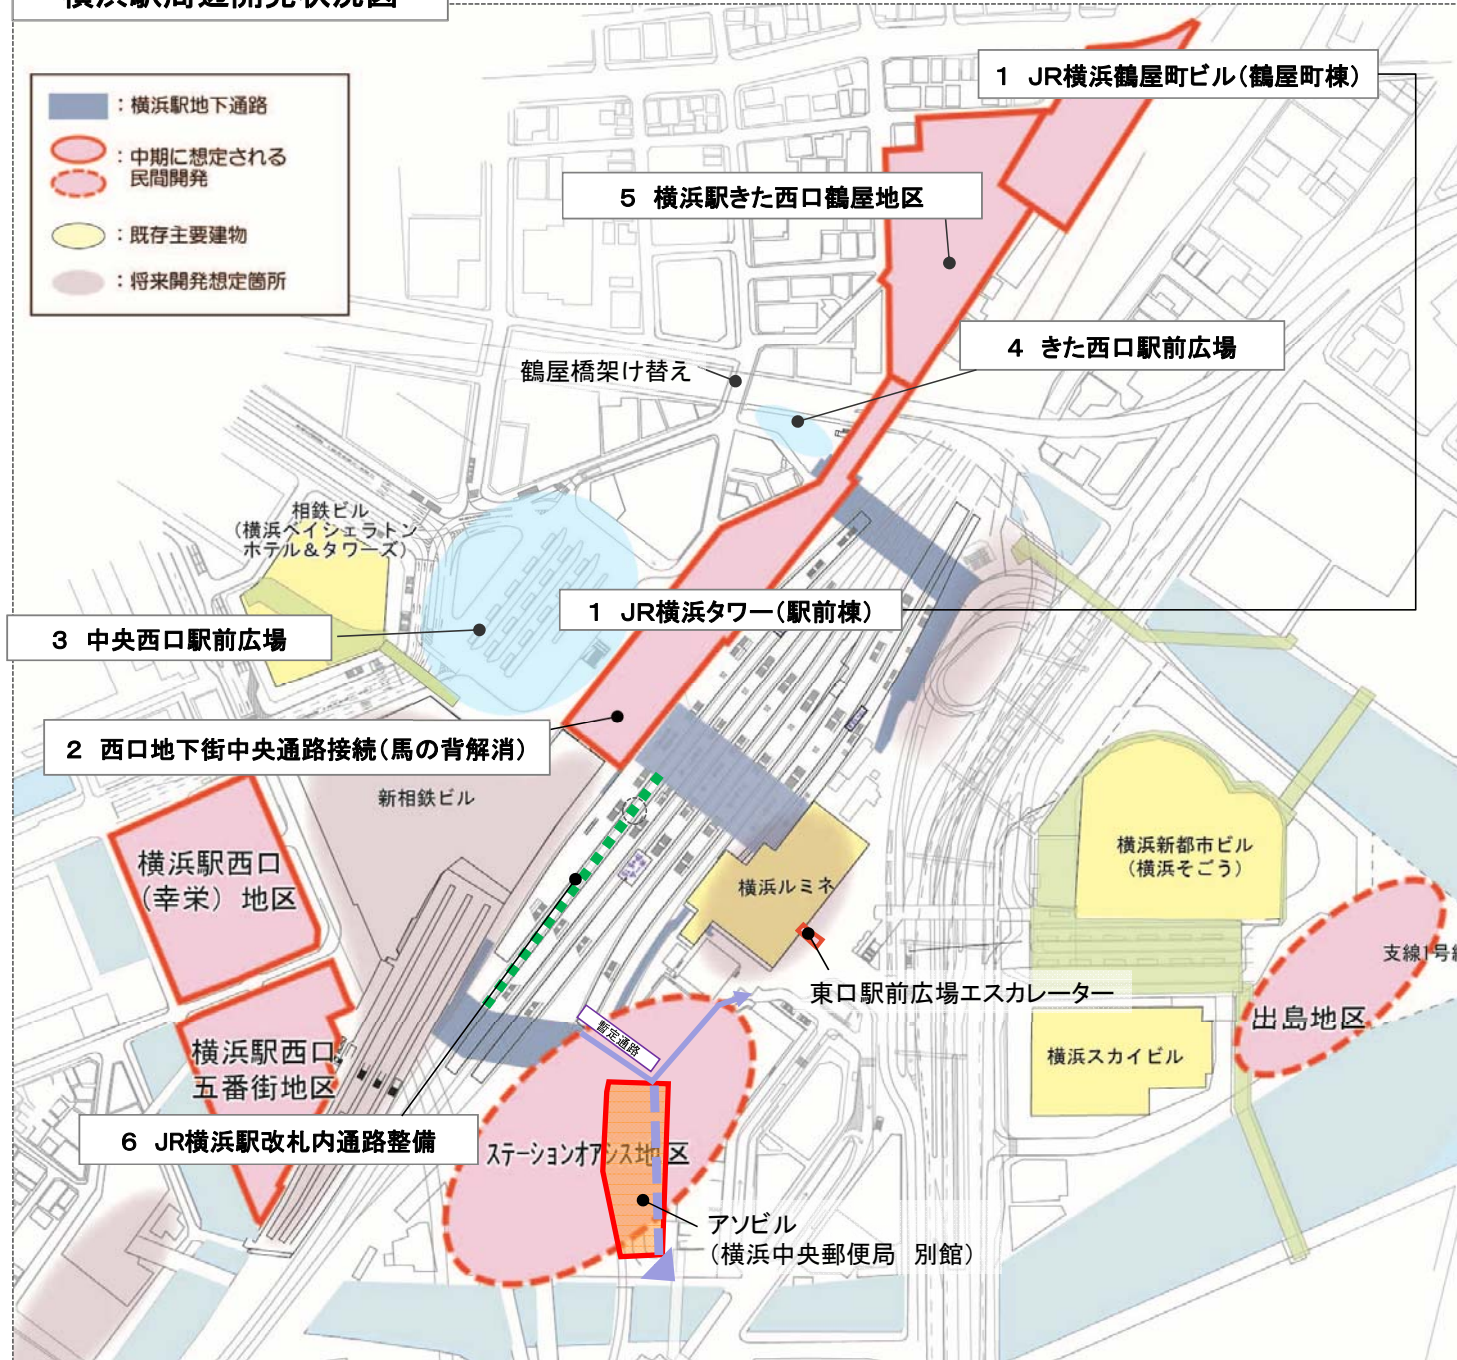 横浜駅周辺開発状況図
：横浜駅地下通路
：中期に想定される
民間開発
：既存主要建物
：将来開発想定箇所
1 JR横浜鶴屋町ビル(鶴屋町棟)
5 横浜駅きた西口鶴屋地区
4 きた西口駅前広場
鶴屋橋架け替え
相鉄ビル
(横浜ベイシェラトン
ホテル&タワーズ)
1 JR横浜タワー(駅前棟)
3 中央西口駅前広場
2 西口地下街中央通路接続(馬の背解消)
新相鉄ビル
横浜駅西口
(幸栄)地区
横浜ルミネ
横浜新都市ビル
(横浜そごう)
支線1号
東口駅前広場エスカレーター
出島地区
暫定通路
横浜駅西口
五番街地区
横浜スカイビル
6 JR横浜駅改札内通路整備
ステーションオアシス地区
アソビル
(横浜中央郵便局 別館)